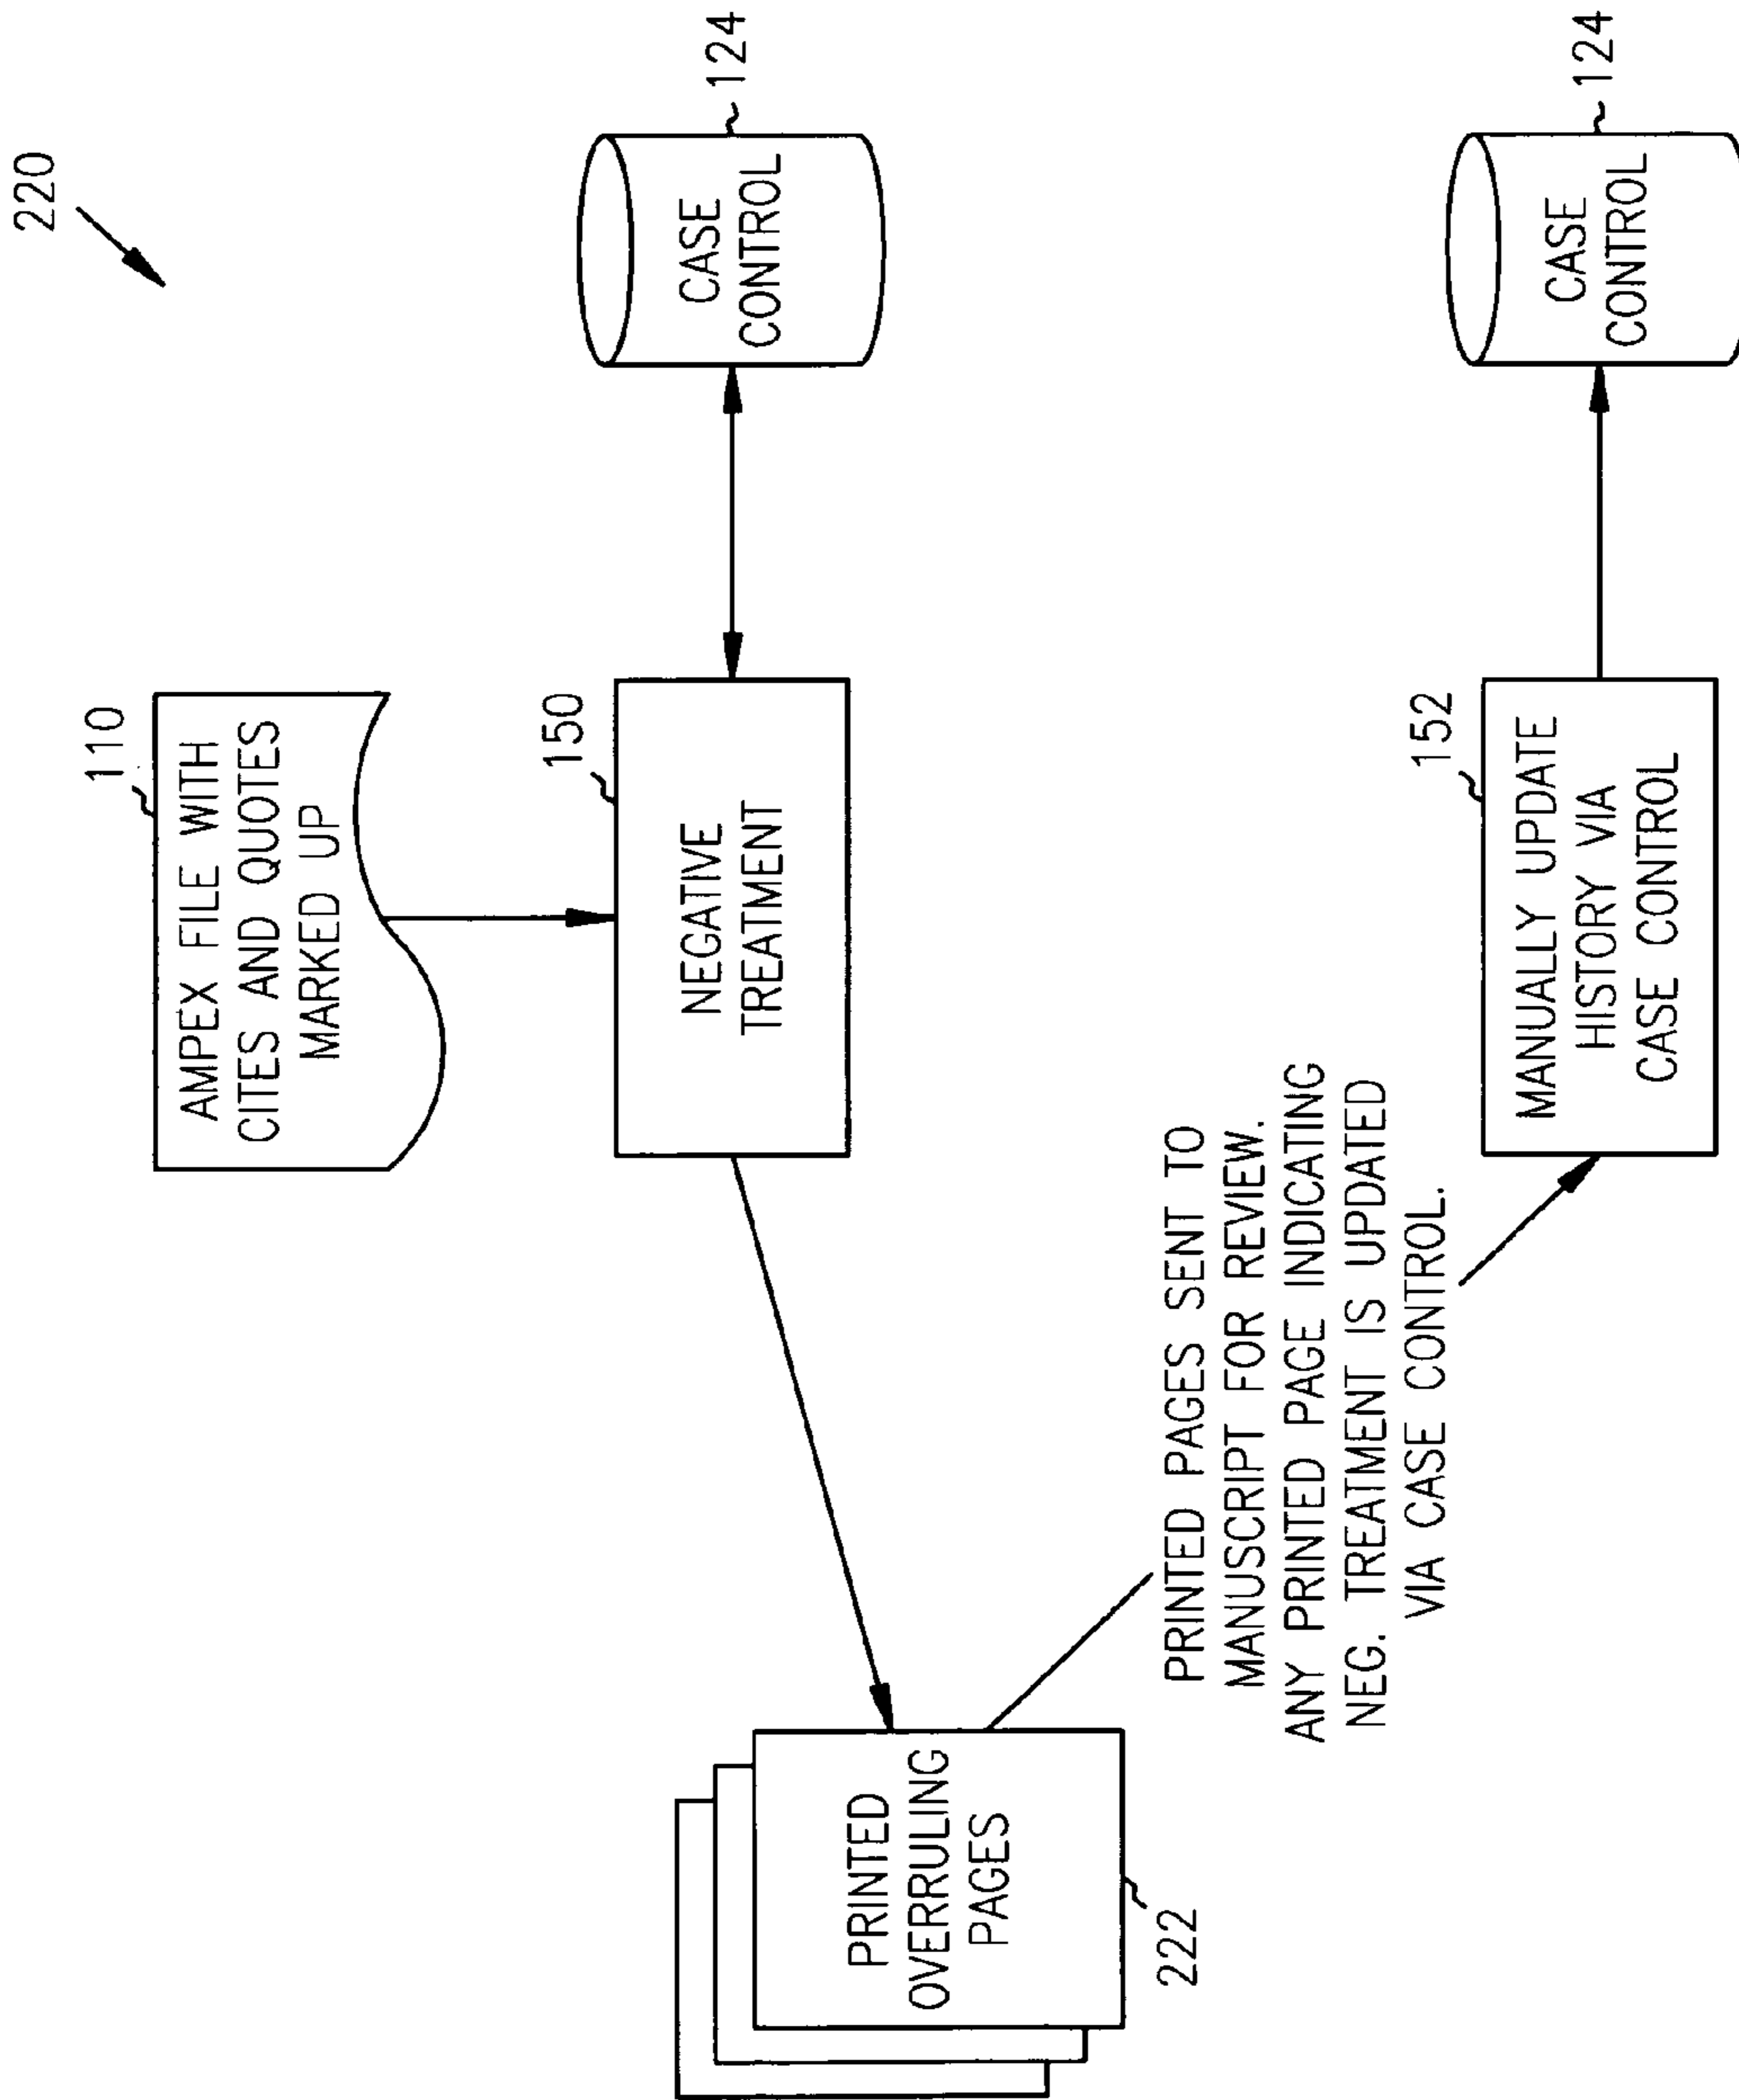 220
110
AMPEX FILE WITH
CITES AND QUOTES
MARKED UP
150
NEGATIVE
TREATMENT
CASE
CONTROL
124
PRINTED
OVERRULING
PAGES
222
PRINTED PAGES SENT TO
MANUSCRIPT FOR REVIEW.
ANY PRINTED PAGE INDICATING
NEG. TREATMENT IS UPDATED
VIA CASE CONTROL.
152
MANUALLY UPDATE
HISTORY VIA
CASE CONTROL
CASE
CONTROL
124